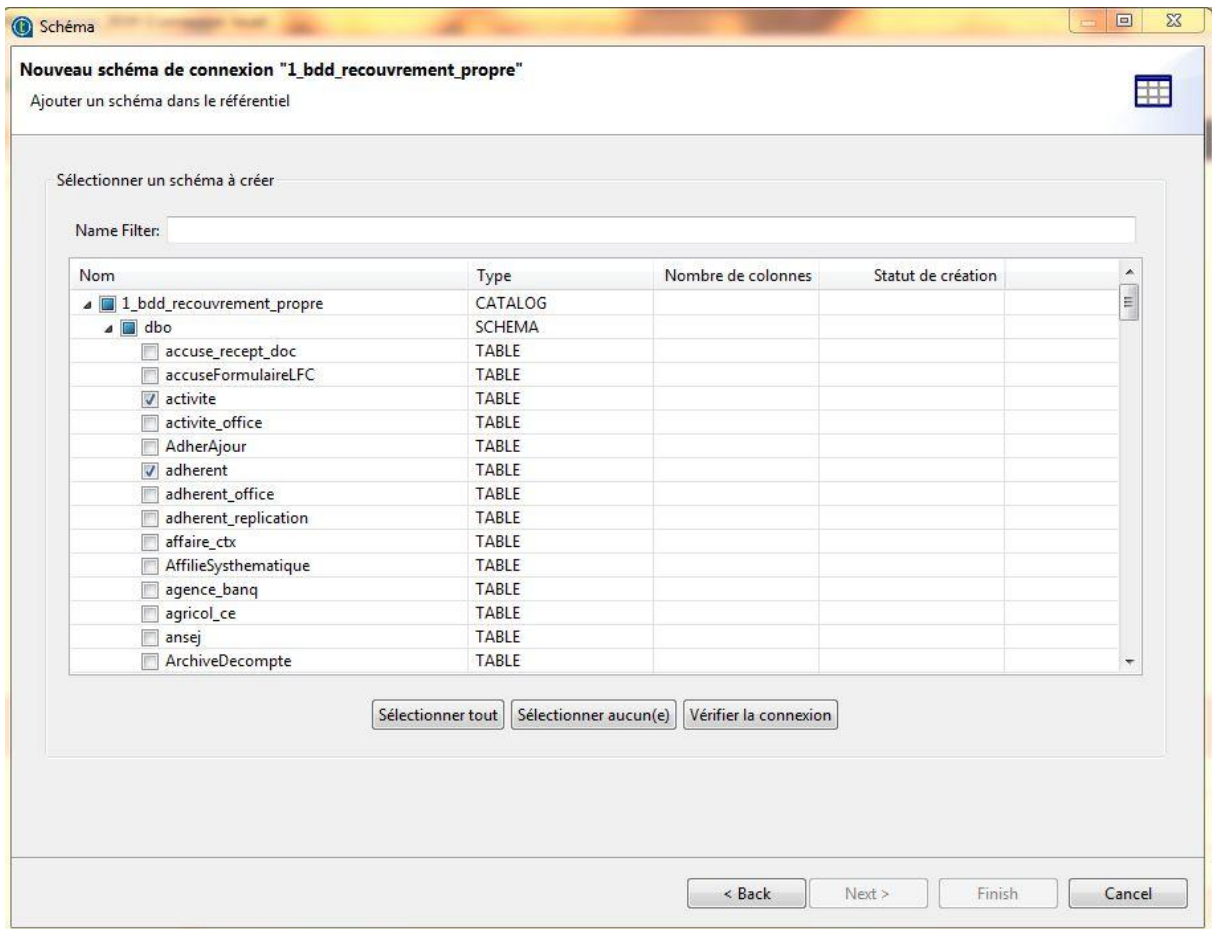 Schéma
Nouveau schéma de connexion "1_bdd_recouvrement_propre"
Ajouter un schéma dans le référentiel
Sélectionner un schéma à créer
Name Filter:
Nom Type Nombre de colonnes Statut de création
1_bdd_recouvrement_propre CATALOG
dbo SCHEMA
accuse_recept_doc TABLE
accuseFormulaireLFC TABLE
activite TABLE
activite_office TABLE
AdherAjour TABLE
adherent TABLE
adherent_office TABLE
adherent_replication TABLE
affaire_ctx TABLE
AffilieSysthematique TABLE
agence_banq TABLE
agricol_ce TABLE
ansej TABLE
ArchiveDecompte TABLE
Sélectionner tout Sélectionner aucun(e) Vérifier la connexion
< Back Next > Finish Cancel